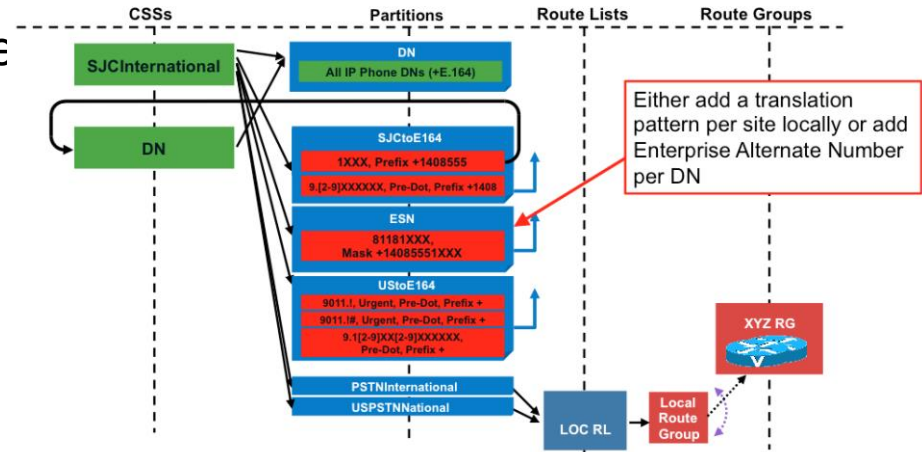 CSSs
Partitions
Route Lists
Route Groups
SJCInternational
DN
DN
All IP Phone DNs (+E.164)
SJCtoE164
1XXX, Prefix +1408555
9.[2-9]XXXXXX, Pre-Dot, Prefix +1408
ESN
81181XXX,
Mask +14085551XXX
UStoE164
9011.!, Urgent, Pre-Dot, Prefix +
9011.!#, Urgent, Pre-Dot, Prefix +
9.1[2-9]XX[2-9]XXXXXX,
Pre-Dot, Prefix +
PSTNInternational
USPSTNNational
Either add a translation
pattern per site locally or add
Enterprise Alternate Number
per DN
LOC RL
Local
Route
Group
XYZ RG
V